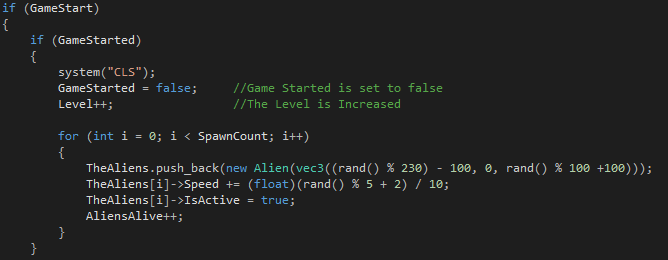 if (GameStart)
{
    if (GameStarted)
    {
        system("CLS");
        GameStarted = false;     //Game Started is set to false
        Level++;                 //The Level is Increased

        for (int i = 0; i < SpawnCount; i++)
        {
            TheAliens.push_back(new Alien(vec3((rand() % 230) - 100, 0, rand() % 100 +100)));
            TheAliens[i]->Speed += (float)(rand() % 5 + 2) / 10;
            TheAliens[i]->IsActive = true;
            AliensAlive++;
        }
    }